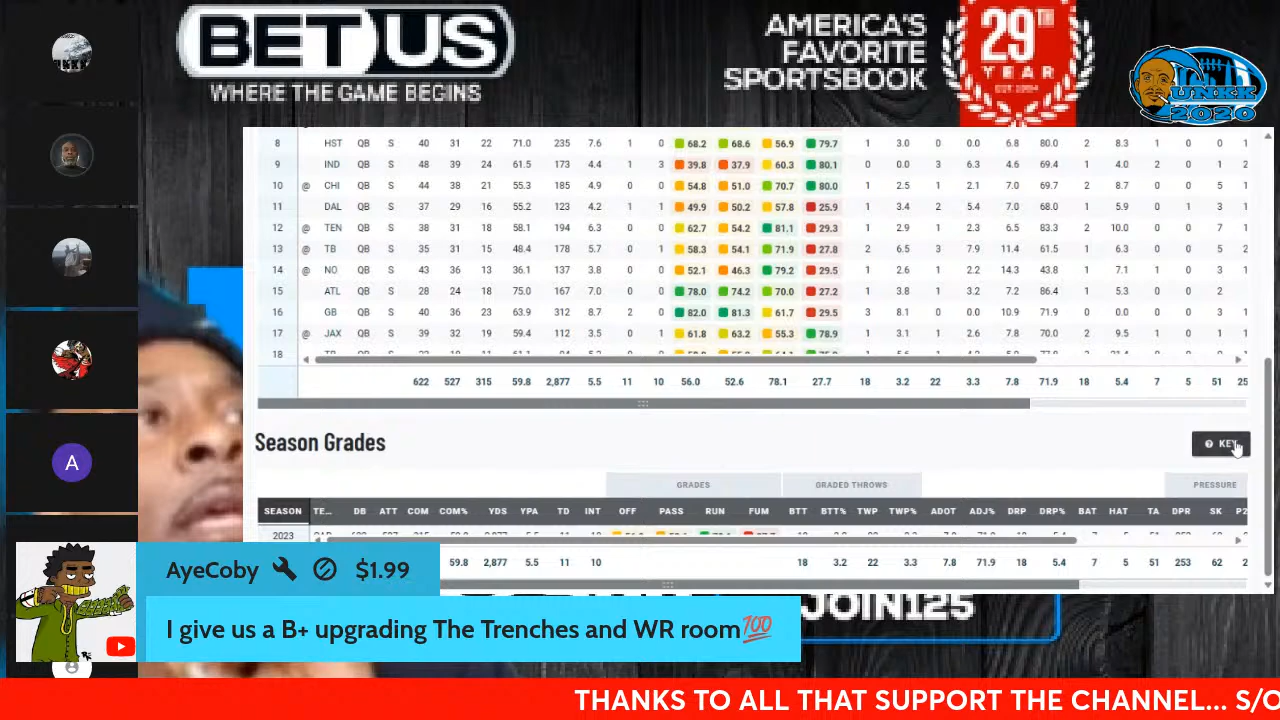 BETUS
WHERE THE GAME BEGINS
AMERICA'S
FAVORITE
SPORTSBOOK
29TH
YEAR
EST 1994
UNKK
2020
8 HST QB S 40 31 22 71.0 235 7.6 1 0 68.2 68.6 56.9 79.7 1 3.0 0 0.0 6.8 80.0 2 8.3 1 0 0
9 IND QB S 48 39 24 61.5 173 4.4 1 3 39.8 37.9 60.3 80.1 0 0.0 3 6.3 4.6 69.4 1 4.0 2 0 1
10 @ CHI QB S 44 38 21 55.3 185 4.9 0 0 54.8 51.0 70.7 80.0 1 2.5 1 2.1 7.0 69.7 2 8.7 0 0 5
11 DAL QB S 37 29 16 55.2 123 4.2 1 1 49.9 50.2 57.8 25.9 1 3.4 2 5.4 7.0 68.0 1 5.9 0 1 3
12 @ TEN QB S 38 31 18 58.1 194 6.3 0 0 62.7 54.2 81.1 29.3 1 2.9 1 2.3 6.5 83.3 2 10.0 0 0 7
13 @ TB QB S 35 31 15 48.4 178 5.7 0 1 58.3 54.1 71.9 27.8 2 6.5 3 7.9 11.4 61.5 1 6.3 0 0 5
14 @ NO QB S 43 36 13 36.1 137 3.8 0 0 52.1 46.3 79.2 29.5 1 2.6 1 2.2 14.3 43.8 1 7.1 0 0 3
15 ATL QB S 28 24 18 75.0 167 7.0 0 0 78.0 74.2 70.0 27.2 1 3.8 1 3.2 7.2 86.4 1 5.3 0 0 2
16 GB QB S 40 36 23 63.9 312 8.7 2 0 82.0 81.3 61.7 29.5 3 8.1 0 0.0 10.9 71.9 0 0.0 0 0 3
17 @ JAX QB S 39 32 19 59.4 112 3.5 0 1 61.8 63.2 55.3 78.9 1 3.1 1 2.6 7.8 70.0 2 9.5 1 0 1
18
622 527 315 59.8 2,877 5.5 11 10 56.0 52.6 78.1 27.7 18 3.2 22 3.3 7.8 71.9 18 5.4 7 5 51
Season Grades
KEY
GRADES GRADED THROWS PRESSURE
SEASON TE... DB ATT COM COM% YDS YPA TD INT OFF PASS RUN FUM BTT BTT% TWP TWP% ADOT ADJ% DRP DRP% BAT HAT TA DPR SK
2023
59.8 2,877 5.5 11 10 18 3.2 22 3.3 7.8 71.9 18 5.4 7 5 51 253 62
A
AyeCoby $1.99
I give us a B+ upgrading The Trenches and WR room💯
JOIN125
THANKS TO ALL THAT SUPPORT THE CHANNEL... S/O